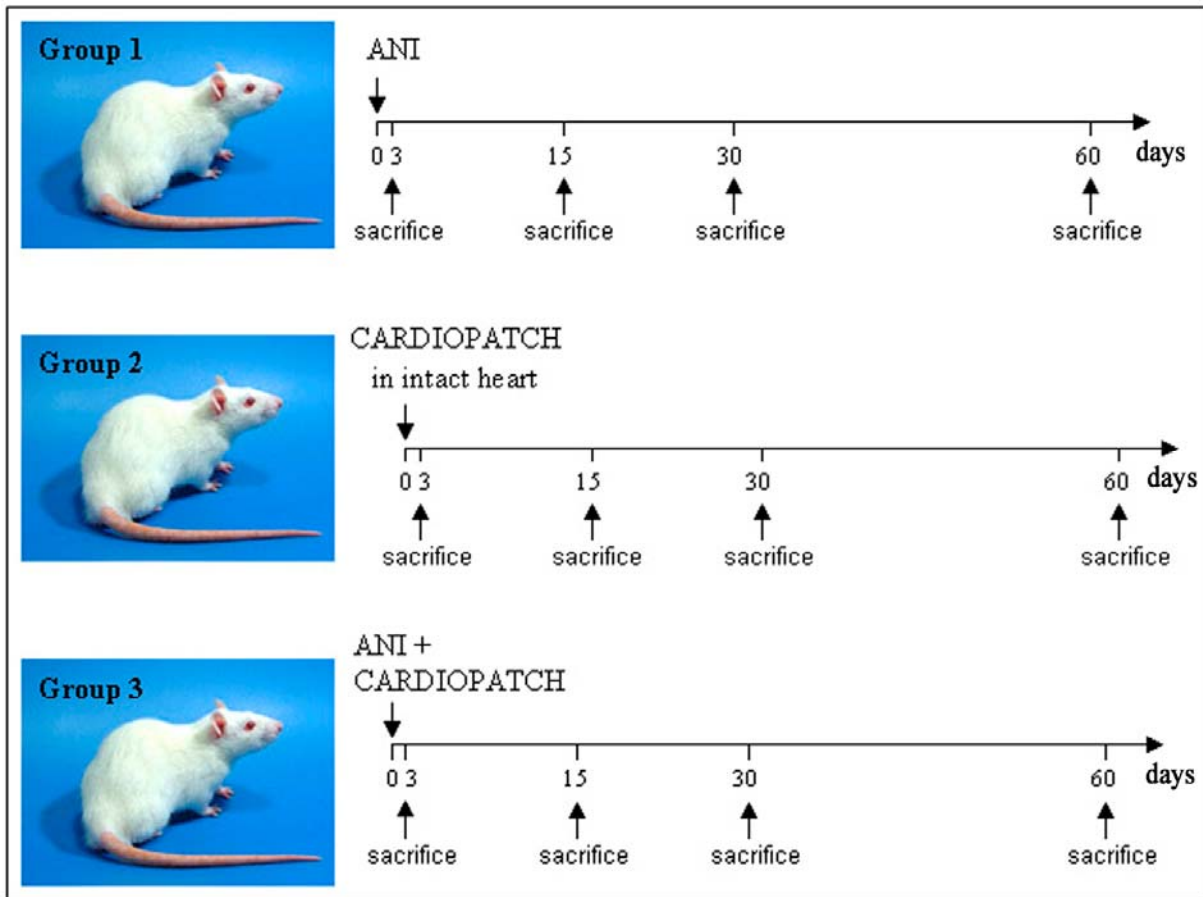 Group 1
ANI
0 3 15 30 60 days
sacrifice sacrifice sacrifice sacrifice
Group 2
CARDIOPATCH
in intact heart
0 3 15 30 60 days
sacrifice sacrifice sacrifice sacrifice
Group 3
ANI +
CARDIOPATCH
0 3 15 30 60 days
sacrifice sacrifice sacrifice sacrifice